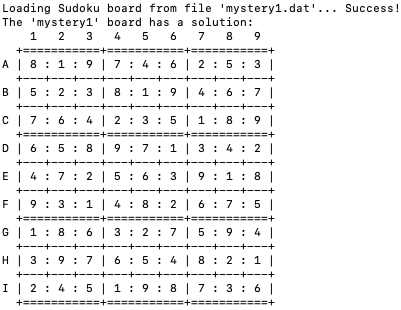 Loading Sudoku board from file 'mystery1.dat'... Success!
The 'mystery1' board has a solution:
    1   2   3   4   5   6   7   8   9
  +===========+===========+===========+
A | 8 : 1 : 9 | 7 : 4 : 6 | 2 : 5 : 3 |
  +---+---+---+---+---+---+---+---+---+
B | 5 : 2 : 3 | 8 : 1 : 9 | 4 : 6 : 7 |
  +---+---+---+---+---+---+---+---+---+
C | 7 : 6 : 4 | 2 : 3 : 5 | 1 : 8 : 9 |
  +===========+===========+===========+
D | 6 : 5 : 8 | 9 : 7 : 1 | 3 : 4 : 2 |
  +---+---+---+---+---+---+---+---+---+
E | 4 : 7 : 2 | 5 : 6 : 3 | 9 : 1 : 8 |
  +---+---+---+---+---+---+---+---+---+
F | 9 : 3 : 1 | 4 : 8 : 2 | 6 : 7 : 5 |
  +===========+===========+===========+
G | 1 : 8 : 6 | 3 : 2 : 7 | 5 : 9 : 4 |
  +---+---+---+---+---+---+---+---+---+
H | 3 : 9 : 7 | 6 : 5 : 4 | 8 : 2 : 1 |
  +---+---+---+---+---+---+---+---+---+
I | 2 : 4 : 5 | 1 : 9 : 8 | 7 : 3 : 6 |
  +===========+===========+===========+